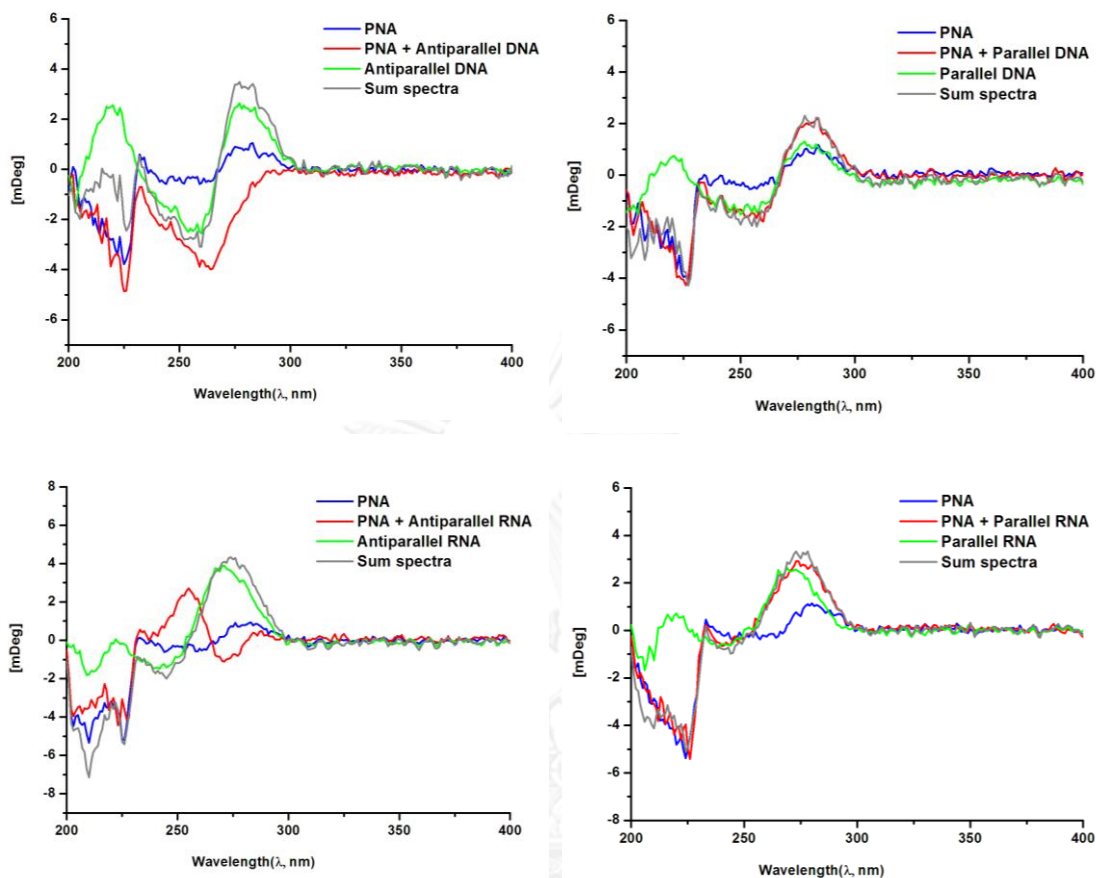 6
4
2
0
-2
-4
-6
[mDeg]
PNA
PNA + Antiparallel DNA
Antiparallel DNA
Sum spectra
200
250
300
350
400
Wavelength(λ, nm)
6
4
2
0
-2
-4
-6
[mDeg]
PNA
PNA + Parallel DNA
Parallel DNA
Sum spectra
200
250
300
350
400
Wavelength(λ, nm)
8
6
4
2
0
-2
-4
-6
-8
[mDeg]
PNA
PNA + Antiparallel RNA
Antiparallel RNA
Sum spectra
200
250
300
350
400
Wavelength(λ, nm)
6
4
2
0
-2
-4
-6
-8
[mDeg]
PNA
PNA + Parallel RNA
Parallel RNA
Sum spectra
200
250
300
350
400
Wavelength(λ, nm)